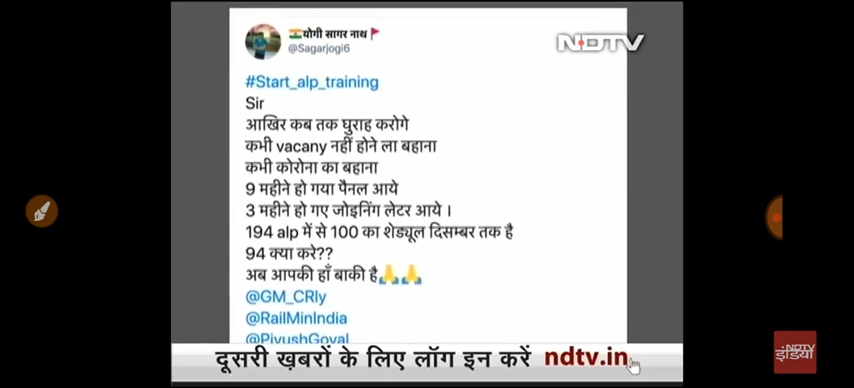 योगी सागर नाथ
@Sagarjogi6
NDTV
#Start_alp_training
Sir
आखिर कब तक घुराह करोगे
कभी vacany नहीं होने ला बहाना
कभी कोरोना का बहाना
9 महीने हो गया पैनल आये
3 महीने हो गए जोइनिंग लेटर आये ।
194 alp में से 100 का शेड्यूल दिसम्बर तक है
94 क्या करे??
अब आपकी हाँ बाकी है🙏🙏
@GM_CRly
@RailMinIndia
@PiyushGoyal
दूसरी ख़बरों के लिए लॉग इन करें ndtv.in
NDTV
इंडिया